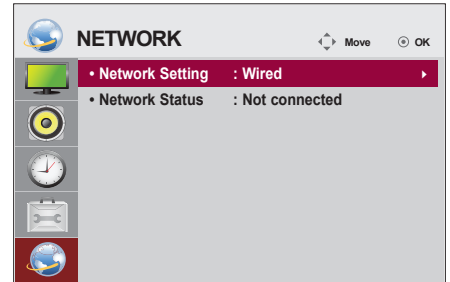 NETWORK Move OK
• Network Setting : Wired
• Network Status : Not connected